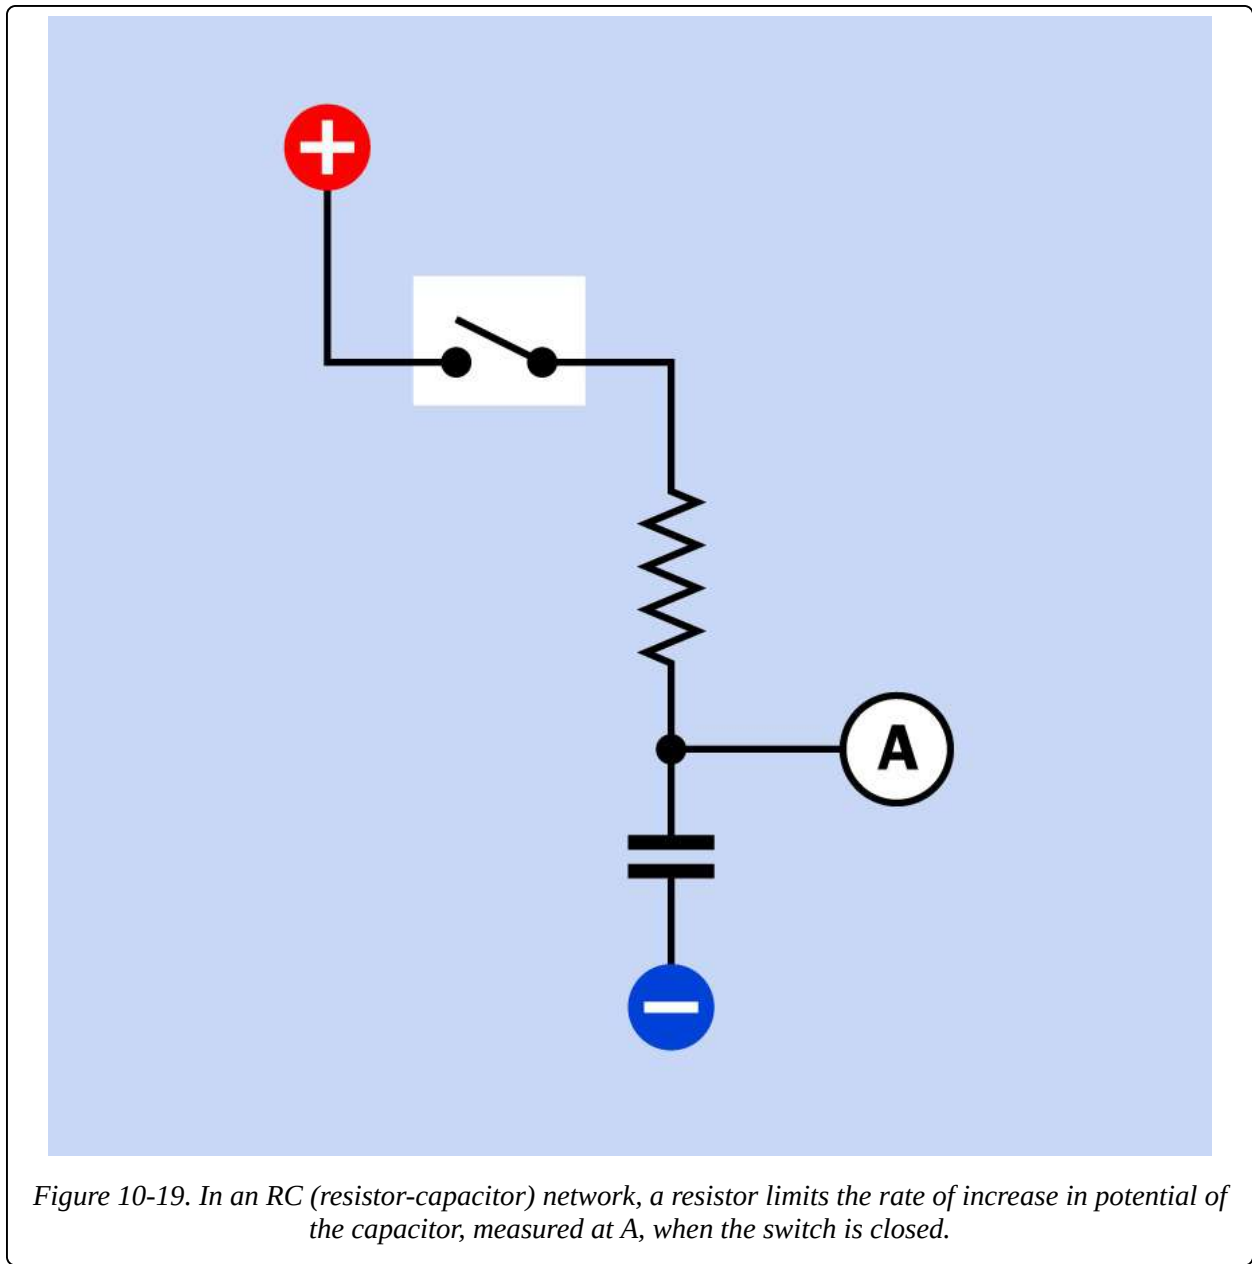 +
A
−
Figure 10-19. In an RC (resistor-capacitor) network, a resistor limits the rate of increase in potential of
the capacitor, measured at A, when the switch is closed.